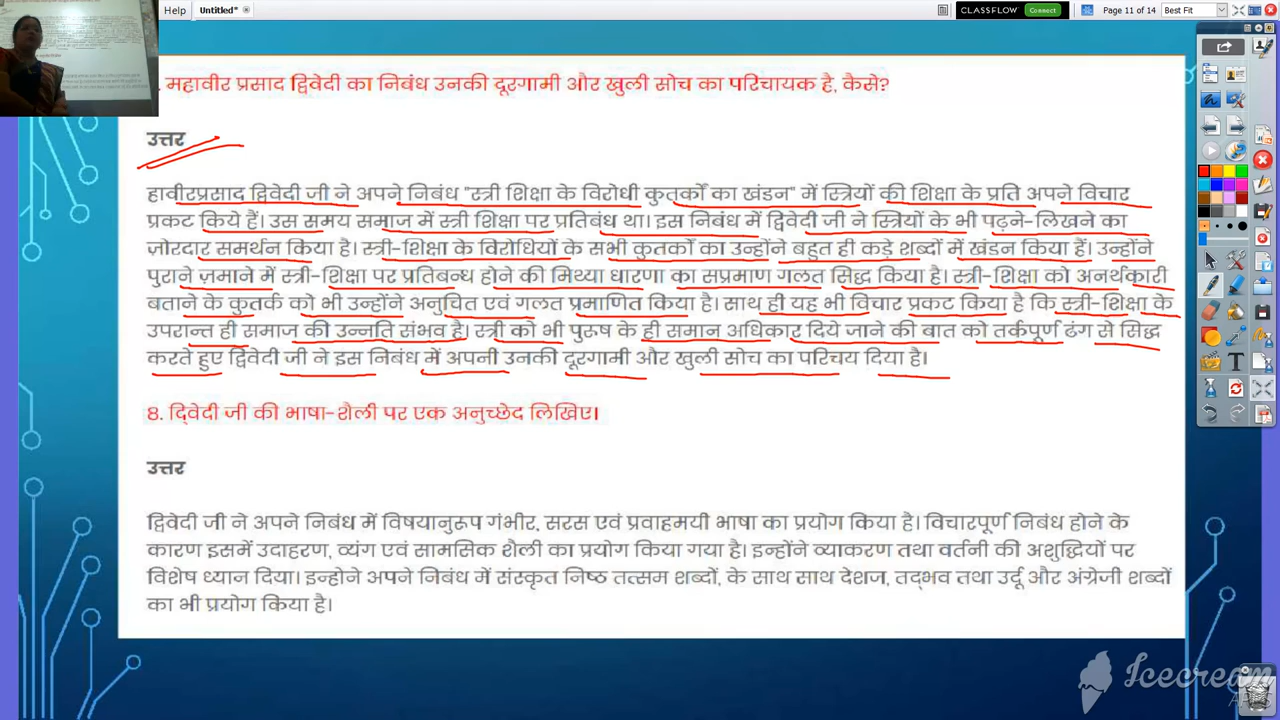 Help Untitled* CLASSFLOW Connect Page 11 of 14 Best Fit
. महावीर प्रसाद द्विवेदी का निबंध उनकी दूरगामी और खुली सोच का परिचायक है, कैसे?
उत्तर
हावीरप्रसाद द्विवेदी जी ने अपने निबंध "स्त्री शिक्षा के विरोधी कुतर्कों का खंडन" में स्त्रियों की शिक्षा के प्रति अपने विचार
प्रकट किये हैं। उस समय समाज में स्त्री शिक्षा पर प्रतिबंध था। इस निबंध में द्विवेदी जी ने स्त्रियों के भी पढ़ने-लिखने का
ज़ोरदार समर्थन किया है। स्त्री-शिक्षा के विरोधियों के सभी कुतर्कों का उन्होंने बहुत ही कड़े शब्दों में खंडन किया हैं। उन्होंने
पुराने ज़माने में स्त्री-शिक्षा पर प्रतिबन्ध होने की मिथ्या धारणा का सप्रमाण गलत सिद्ध किया है। स्त्री-शिक्षा को अनर्थकारी
बताने के कुतर्क को भी उन्होंने अनुचित एवं गलत प्रमाणित किया है। साथ ही यह भी विचार प्रकट किया है कि स्त्री-शिक्षा के
उपरान्त ही समाज की उन्नति संभव है। स्त्री को भी पुरूष के ही समान अधिकार दिये जाने की बात को तर्कपूर्ण ढंग से सिद्ध
करते हुए द्विवेदी जी ने इस निबंध में अपनी उनकी दूरगामी और खुली सोच का परिचय दिया है।
8. दि्वेदी जी की भाषा-शैली पर एक अनुच्छेद लिखिए।
उत्तर
द्विवेदी जी ने अपने निबंध में विषयानुरूप गंभीर, सरस एवं प्रवाहमयी भाषा का प्रयोग किया है। विचारपूर्ण निबंध होने के
कारण इसमें उदाहरण, व्यंग एवं सामसिक शैली का प्रयोग किया गया है। इन्होंने व्याकरण तथा वर्तनी की अशुद्धियों पर
विशेष ध्यान दिया। इन्होने अपने निबंध में संस्कृत निष्ठ तत्सम शब्दों, के साथ साथ देशज, तद्भव तथा उर्दू और अंग्रेजी शब्दों
का भी प्रयोग किया है।
Icecream
APPS